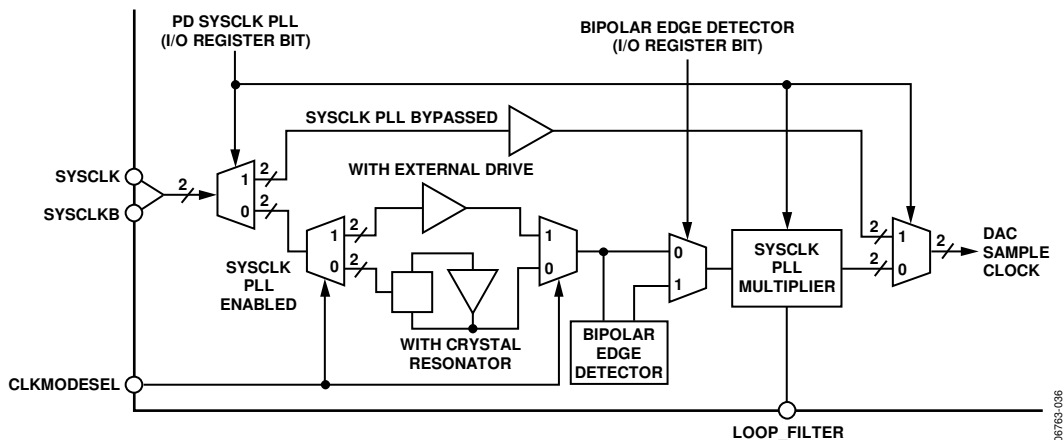 PD SYSCLK PLL
(I/O REGISTER BIT)
BIPOLAR EDGE DETECTOR
(I/O REGISTER BIT)
SYSCLK PLL BYPASSED
WITH EXTERNAL DRIVE
SYSCLK
SYSCLKB
2
1
0
2
2
SYSCLK
PLL
ENABLED
1
0
2
2
WITH CRYSTAL
RESONATOR
1
0
BIPOLAR
EDGE
DETECTOR
0
1
SYSCLK
PLL
MULTIPLIER
2
2
1
0
2
DAC
SAMPLE
CLOCK
CLKMODESEL
LOOP_FILTER
06763-036